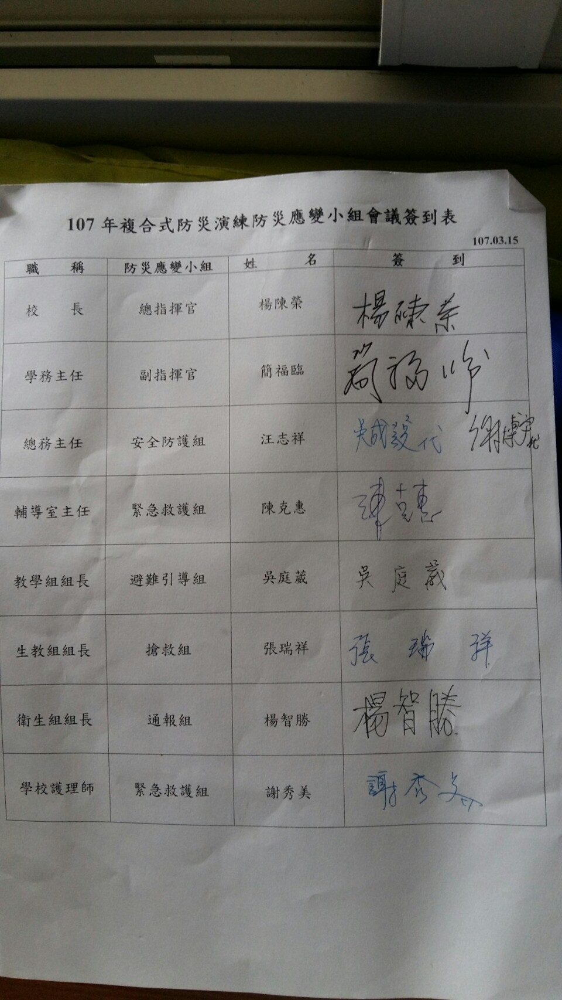 107年複合式防災演練防災應變小組會議簽到表
107.03.15
職 稱 防災應變小組 姓 名 簽 到
校 長 總指揮官 楊陳榮 楊陳榮
學務主任 副指揮官 簡福臨 簡福臨
總務主任 安全防護組 汪志祥 代 代
輔導室主任 緊急救護組 陳克惠 陳克惠
教學組組長 避難引導組 吳庭葳 吳庭葳
生教組組長 搶救組 張瑞祥 張瑞祥
衛生組組長 通報組 楊智勝 楊智勝
學校護理師 緊急救護組 謝秀美 謝秀美